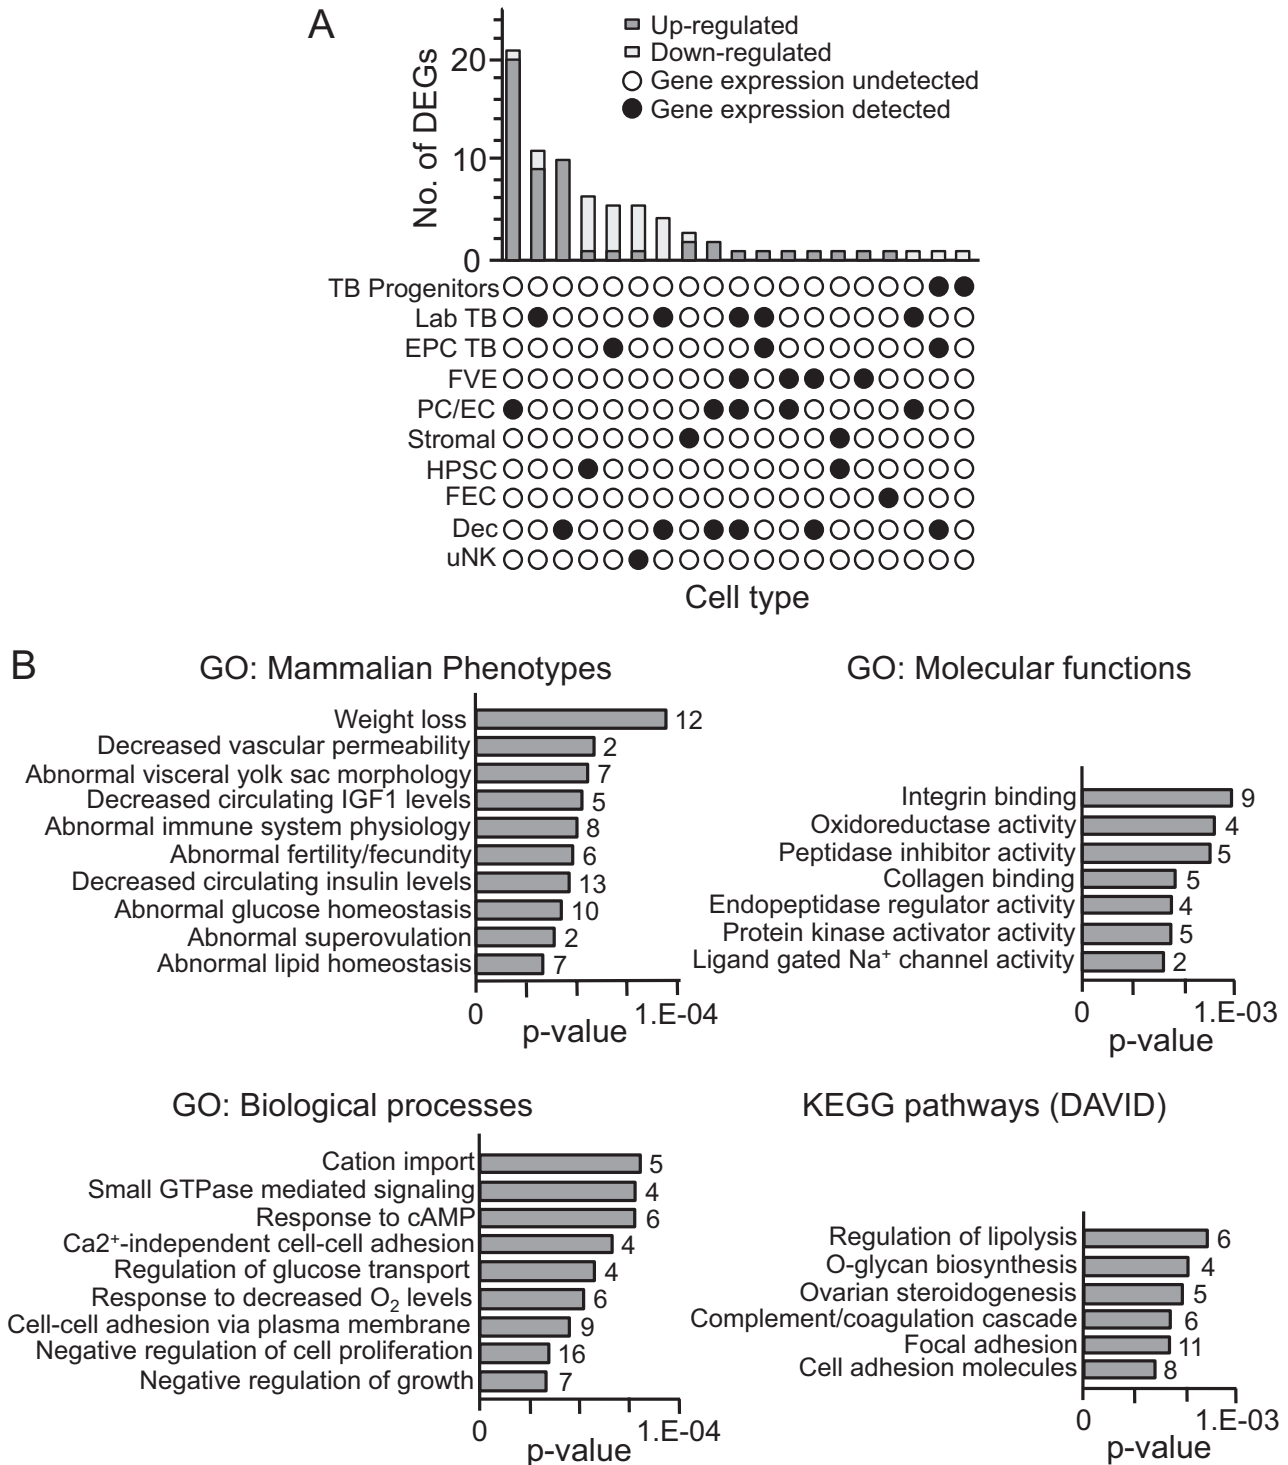 A
Up-regulated
Down-regulated
Gene expression undetected
Gene expression detected
No. of DEGs
20
10
0
TB Progenitors
Lab TB
EPC TB
FVE
PC/EC
Stromal
HPSC
FEC
Dec
uNK
Cell type
B
GO: Mammalian Phenotypes
Weight loss 12
Decreased vascular permeability 2
Abnormal visceral yolk sac morphology 7
Decreased circulating IGF1 levels 5
Abnormal immune system physiology 8
Abnormal fertility/fecundity 6
Decreased circulating insulin levels 13
Abnormal glucose homeostasis 10
Abnormal superovulation 2
Abnormal lipid homeostasis 7
0 1.E-04
p-value
GO: Molecular functions
Integrin binding 9
Oxidoreductase activity 4
Peptidase inhibitor activity 5
Collagen binding 5
Endopeptidase regulator activity 4
Protein kinase activator activity 5
Ligand gated Na⁺ channel activity 2
0 1.E-03
p-value
GO: Biological processes
Cation import 5
Small GTPase mediated signaling 4
Response to cAMP 6
Ca2⁺-independent cell-cell adhesion 4
Regulation of glucose transport 4
Response to decreased O₂ levels 6
Cell-cell adhesion via plasma membrane 9
Negative regulation of cell proliferation 16
Negative regulation of growth 7
0 1.E-04
p-value
KEGG pathways (DAVID)
Regulation of lipolysis 6
O-glycan biosynthesis 4
Ovarian steroidogenesis 5
Complement/coagulation cascade 6
Focal adhesion 11
Cell adhesion molecules 8
0 1.E-03
p-value